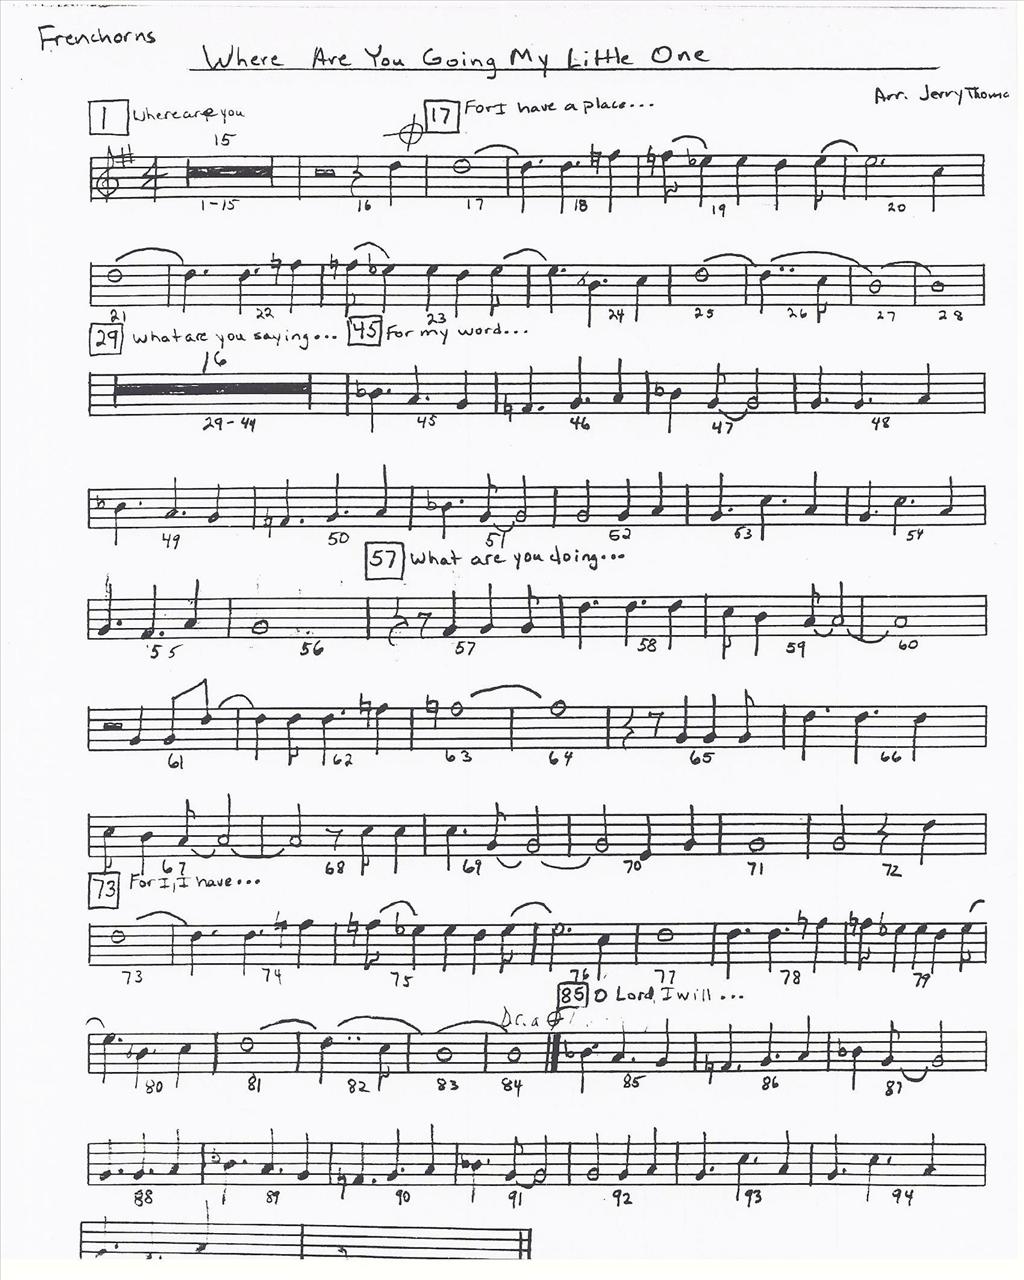 Frenchorns
Where Are You Going My Little One
Arr. Jerry Thoma
1 Where are you 17 For I have a place...
15
1-15 16 17 18 19 20
21 22 23 24 25 26 27 28
29 What are you saying... 45 For my word...
16
29-44 45 46 47 48
49 50 51 52 53 54
57 What are you doing...
55 56 57 58 59 60
61 62 63 64 65 66
67 68 69 70 71 72
73 For I, I have...
73 74 75 76 77 78 79
85 O Lord, I will...
80 81 82 83 84 85 86 87
88 89 90 91 92 93 94